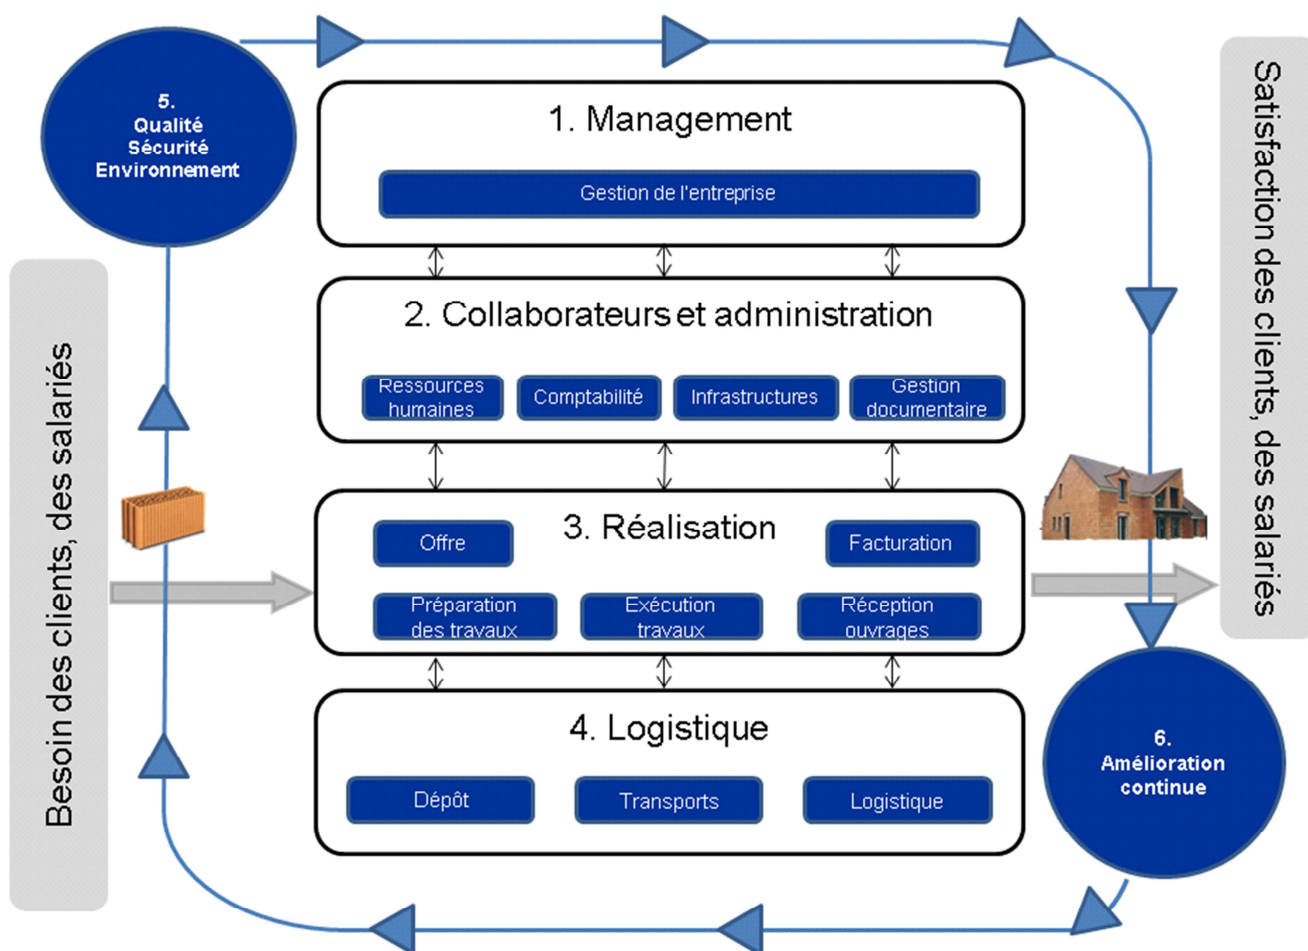 5.
Qualité
Sécurité
Environnement
1. Management
Gestion de l'entreprise
2. Collaborateurs et administration
Ressources
humaines
Comptabilité
Infrastructures
Gestion
documentaire
Besoin des clients, des salariés
3. Réalisation
Offre
Facturation
Préparation
des travaux
Exécution
travaux
Réception
ouvrages
Satisfaction des clients, des salariés
4. Logistique
Dépôt
Transports
Logistique
6.
Amélioration
continue